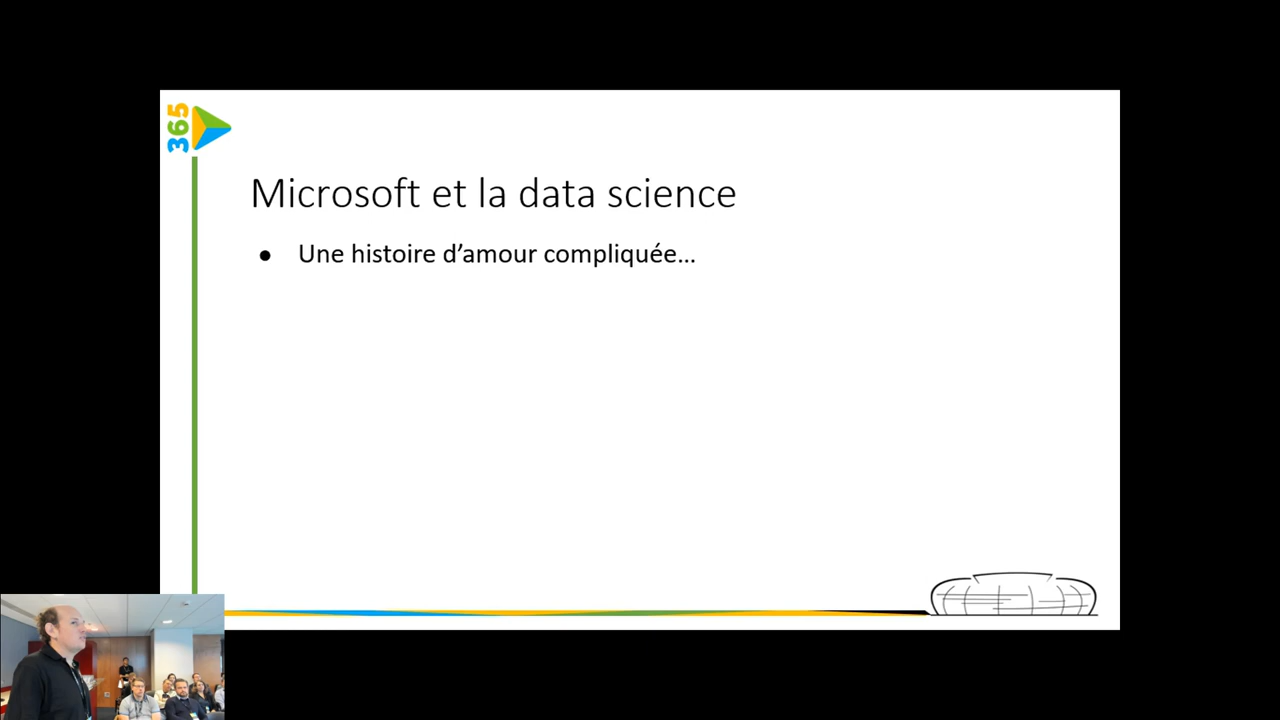 365
Microsoft et la data science
● Une histoire d’amour compliquée...